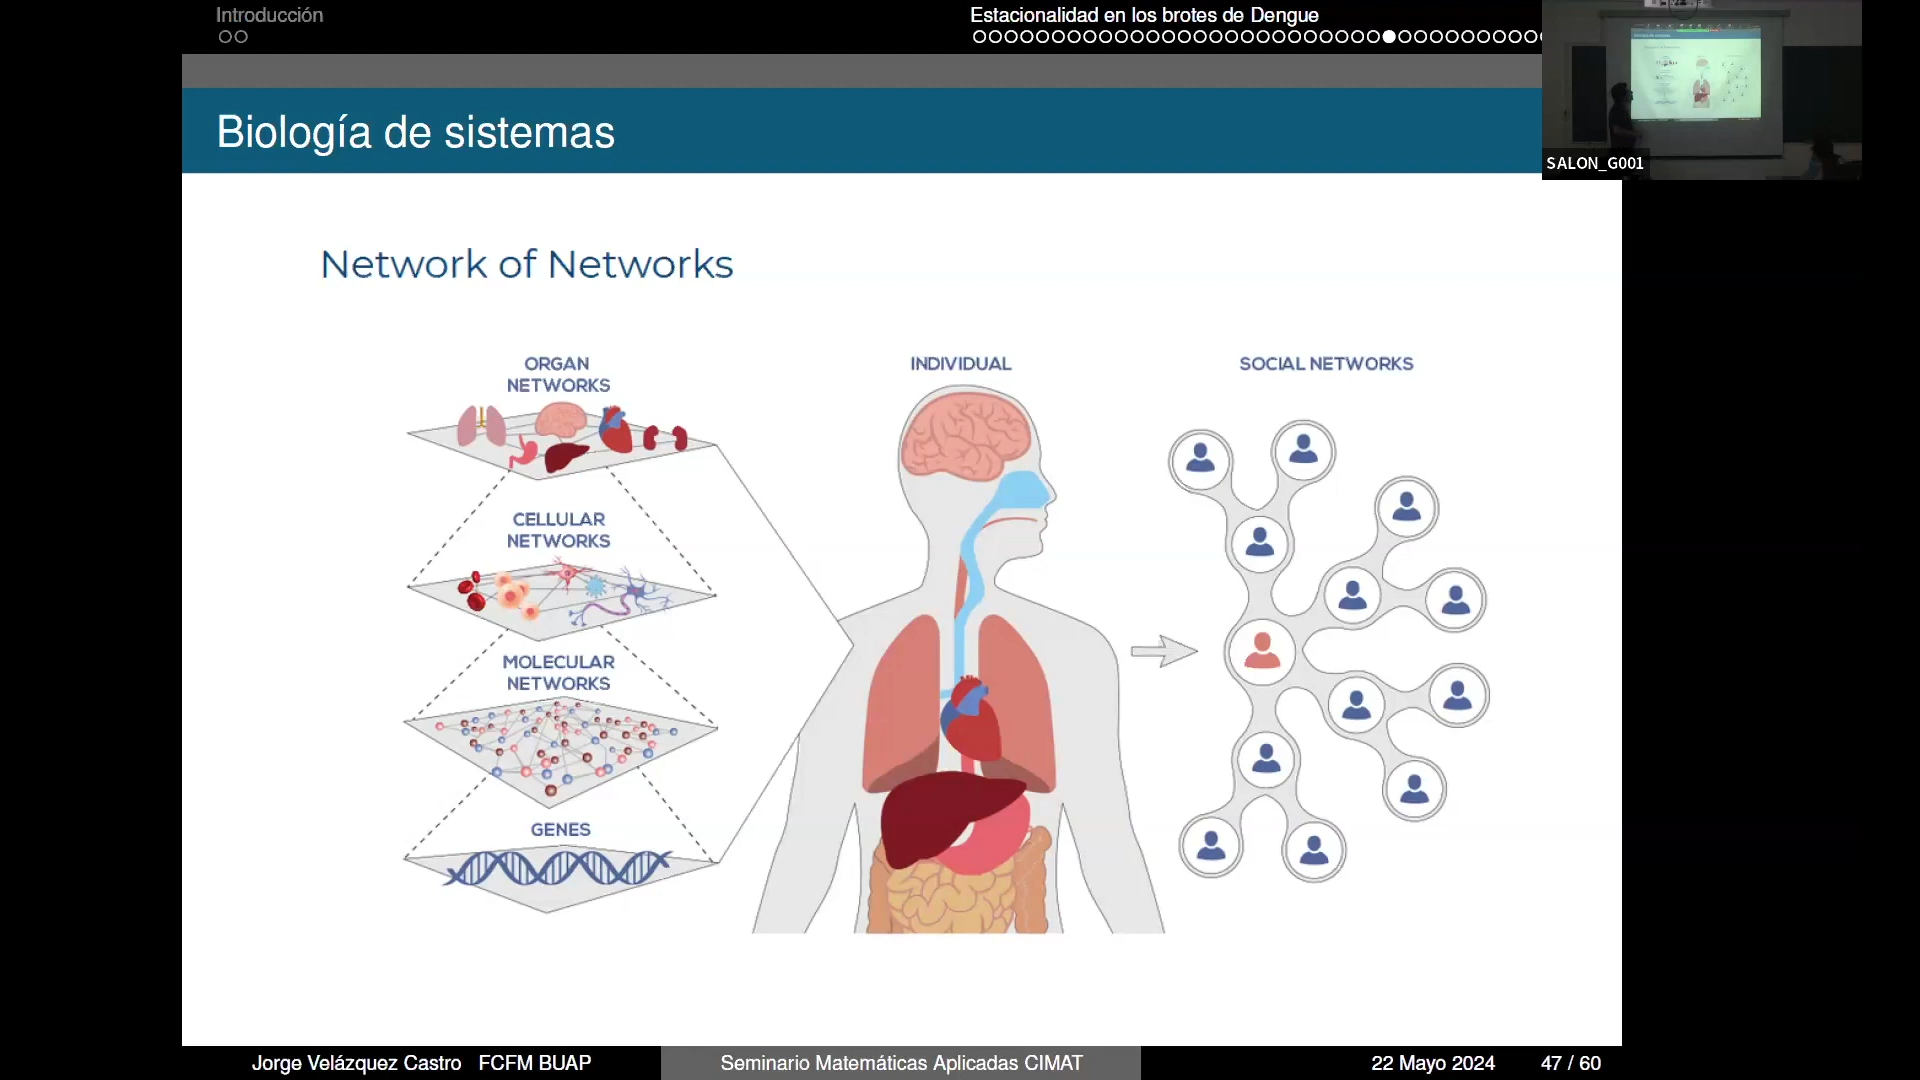 Introducción
Estacionalidad en los brotes de Dengue
SALON_G001
Biología de sistemas
Network of Networks
ORGAN
NETWORKS
CELLULAR
NETWORKS
MOLECULAR
NETWORKS
GENES
INDIVIDUAL
SOCIAL NETWORKS
Jorge Velázquez Castro FCFM BUAP
Seminario Matemáticas Aplicadas CIMAT
22 Mayo 2024
47 / 60